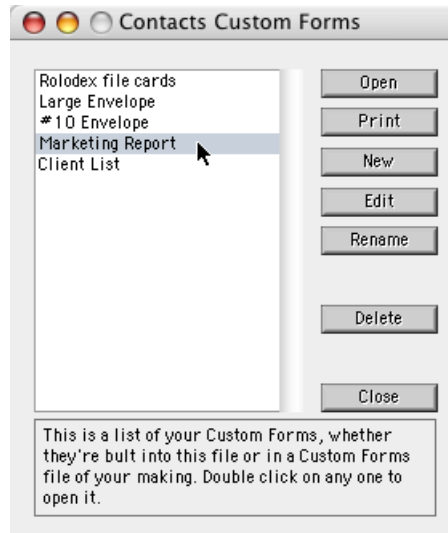 Contacts Custom Forms
Rolodex file cards
Large Envelope
#10 Envelope
Marketing Report
Client List
Open
Print
New
Edit
Rename
Delete
Close
This is a list of your Custom Forms, whether
they're bult into this file or in a Custom Forms
file of your making. Double click on any one to
open it.